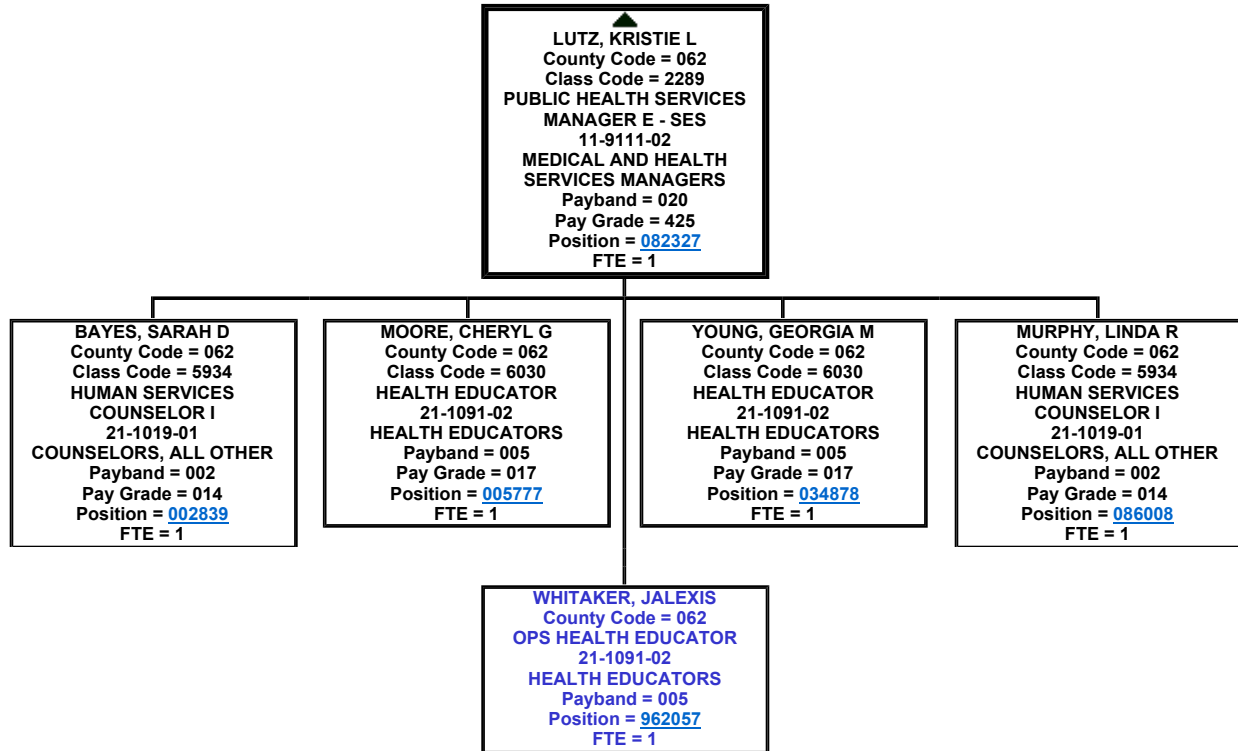 LUTZ, KRISTIE L
County Code = 062
Class Code = 2289
PUBLIC HEALTH SERVICES
MANAGER E - SES
11-9111-02
MEDICAL AND HEALTH
SERVICES MANAGERS
Payband = 020
Pay Grade = 425
Position = 082327
FTE = 1
BAYES, SARAH D
County Code = 062
Class Code = 5934
HUMAN SERVICES
COUNSELOR I
21-1019-01
COUNSELORS, ALL OTHER
Payband = 002
Pay Grade = 014
Position = 002839
FTE = 1
MOORE, CHERYL G
County Code = 062
Class Code = 6030
HEALTH EDUCATOR
21-1091-02
HEALTH EDUCATORS
Payband = 005
Pay Grade = 017
Position = 005777
FTE = 1
YOUNG, GEORGIA M
County Code = 062
Class Code = 6030
HEALTH EDUCATOR
21-1091-02
HEALTH EDUCATORS
Payband = 005
Pay Grade = 017
Position = 034878
FTE = 1
MURPHY, LINDA R
County Code = 062
Class Code = 5934
HUMAN SERVICES
COUNSELOR I
21-1019-01
COUNSELORS, ALL OTHER
Payband = 002
Pay Grade = 014
Position = 086008
FTE = 1
WHITAKER, JALEXIS
County Code = 062
OPS HEALTH EDUCATOR
21-1091-02
HEALTH EDUCATORS
Payband = 005
Position = 962057
FTE = 1